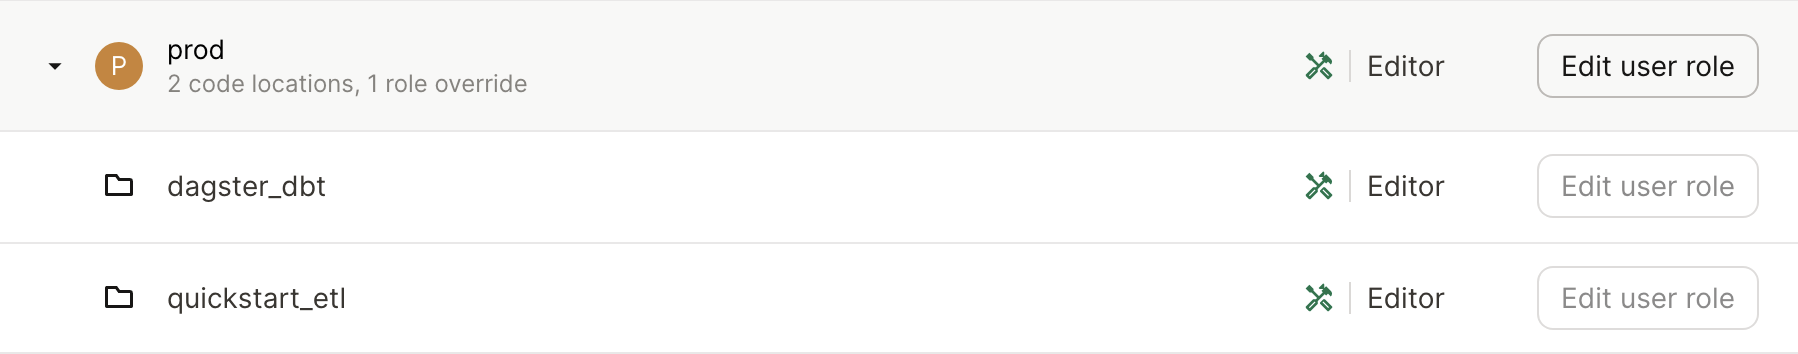 P
prod
2 code locations, 1 role override
Editor
Edit user role
dagster_dbt
Editor
Edit user role
quickstart_etl
Editor
Edit user role